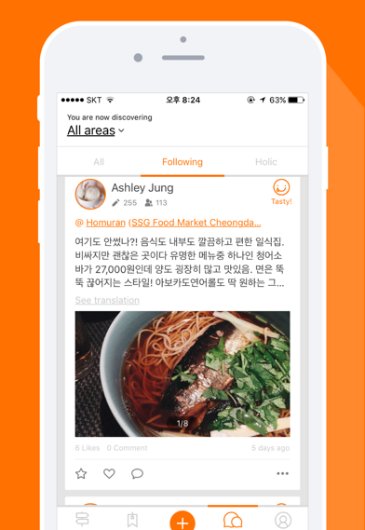 ●●●●● SKT 오후 8:24 63%
You are now discovering
All areas
All Following Holic
Ashley Jung
255 113
Tasty!
@ Homuran (SSG Food Market Cheongda...
여기도 안썼나?! 음식도 내부도 깔끔하고 편한 일식집.
비싸지만 괜찮은 곳이다 유명한 메뉴중 하나인 청어소
바가 27,000원인데 양도 굉장히 많고 맛있음. 면은 뚝
뚝 끊어지는 스타일! 아보카도연어롤도 딱 원하는 그...
See translation
1/8
6 Likes 0 Comment 5 days ago